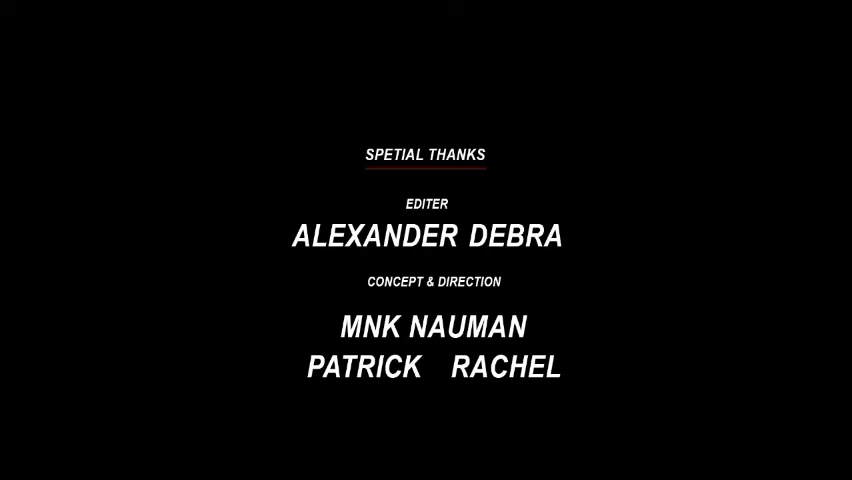 SPETIAL THANKS
EDITER
ALEXANDER DEBRA
CONCEPT & DIRECTION
MNK NAUMAN
PATRICK RACHEL